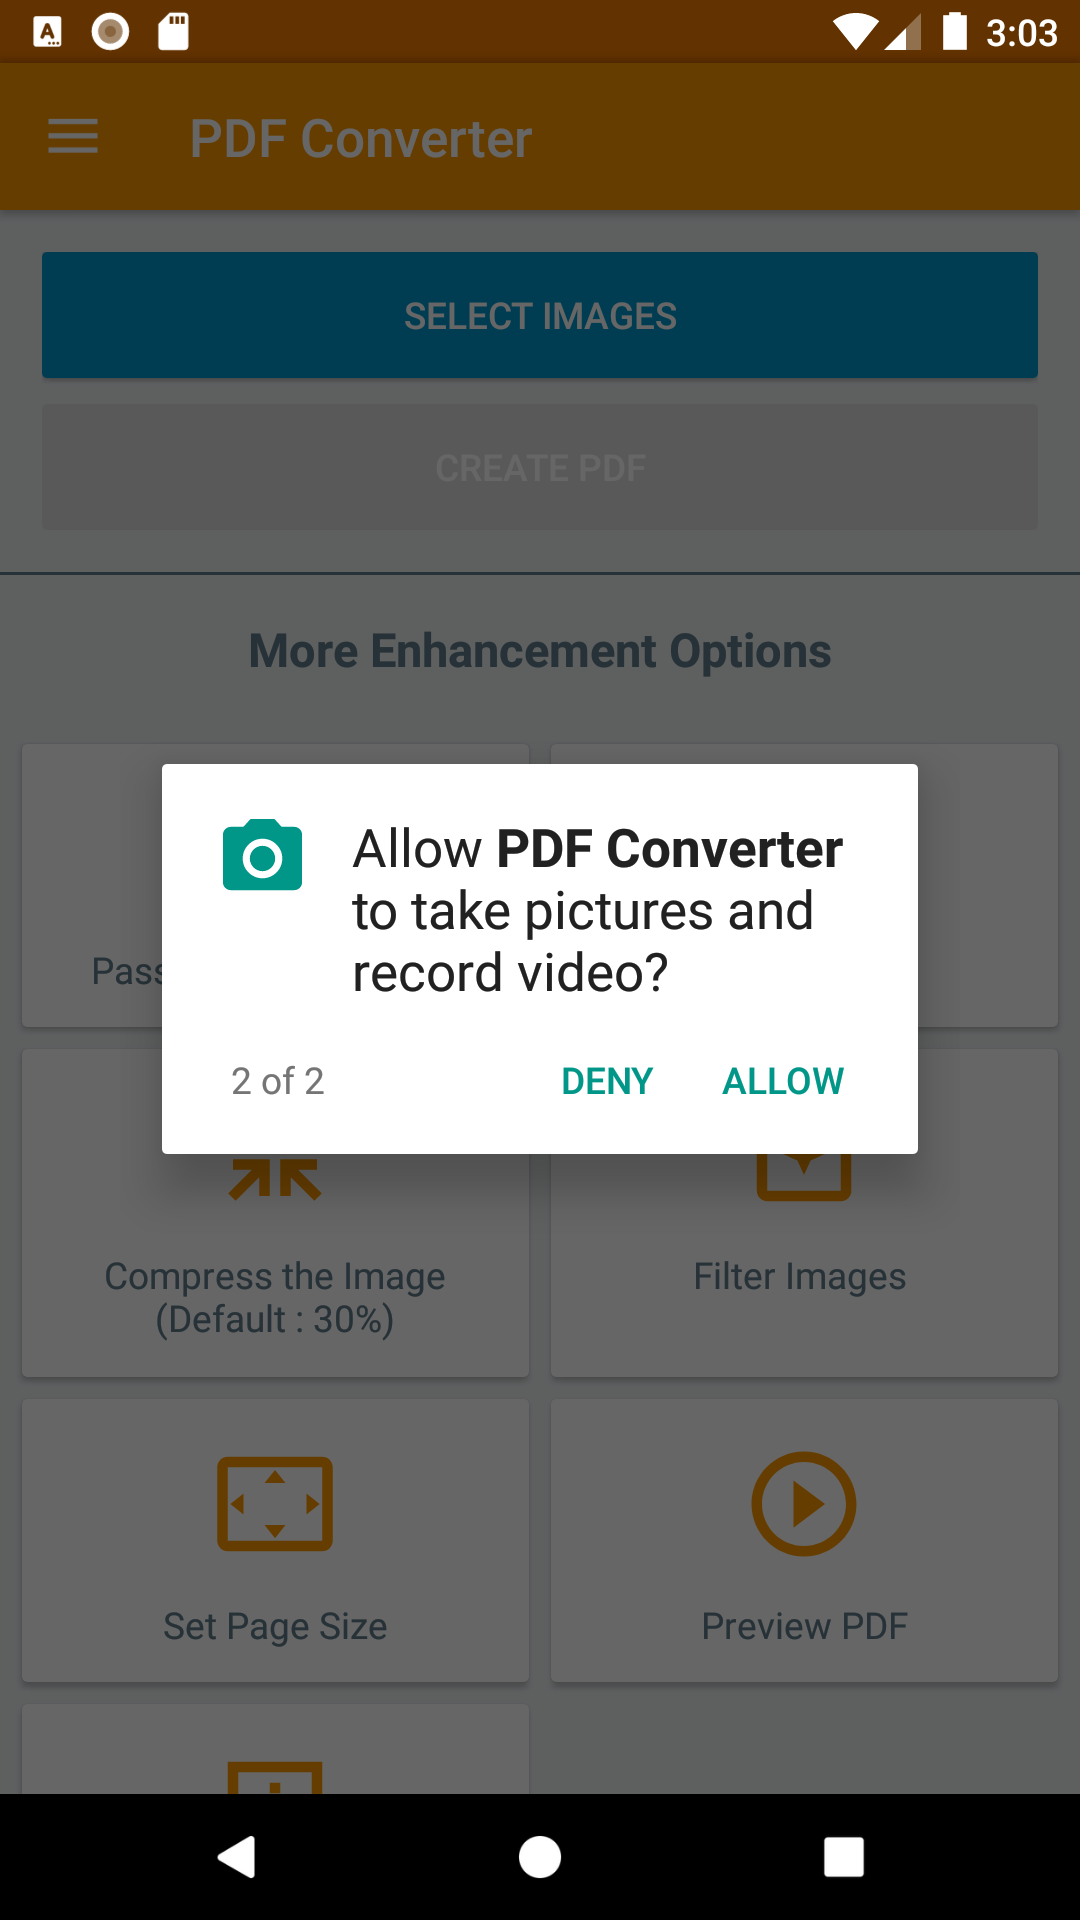 3:03
PDF Converter
SELECT IMAGES
CREATE PDF
More Enhancement Options
Allow PDF Converter
to take pictures and
record video?
2 of 2
DENY
ALLOW
Compress the Image
(Default : 30%)
Filter Images
Set Page Size
Preview PDF